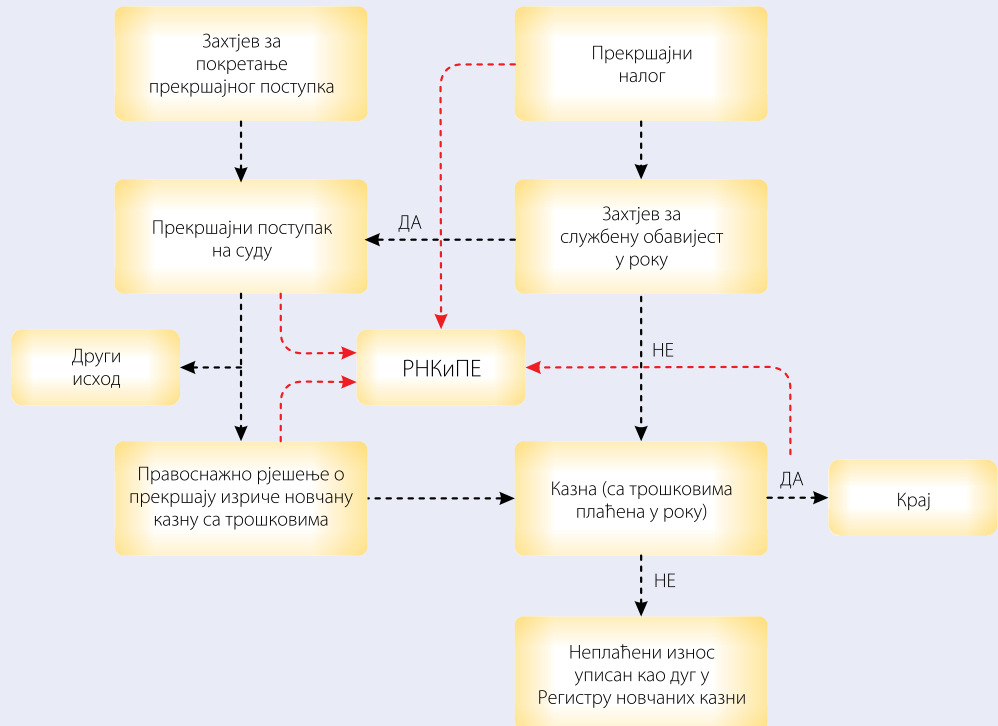 Захтјев за
покретање
прекршајног поступка
Прекршајни
налог
Прекршајни поступак
на суду
ДА
Захтјев за
службену обавијест
у року
Други
исход
РНКиПЕ
НЕ
Правоснажно рјешење о
прекршају изриче новчану
казну са трошковима
Казна (са трошковима
плаћена у року)
ДА
Крај
НЕ
Неплаћени износ
уписан као дуг у
Регистру новчаних казни